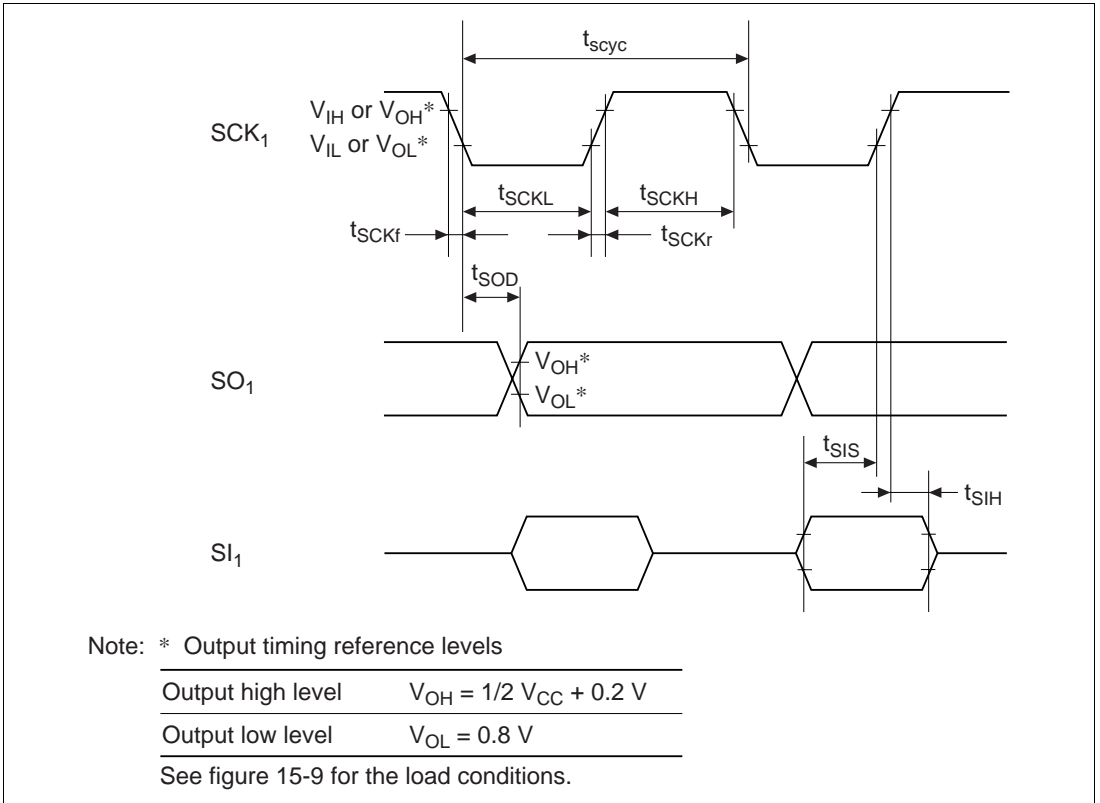 tscyc
VIH or VOH*
SCK1
VIL or VOL*
tSCKL
tSCKH
tSCKf
tSCKr
tSOD
VOH*
SO1
VOL*
tSIS
tSIH
SI1
Note: * Output timing reference levels
Output high level VOH = 1/2 VCC + 0.2 V
Output low level VOL = 0.8 V
See figure 15-9 for the load conditions.